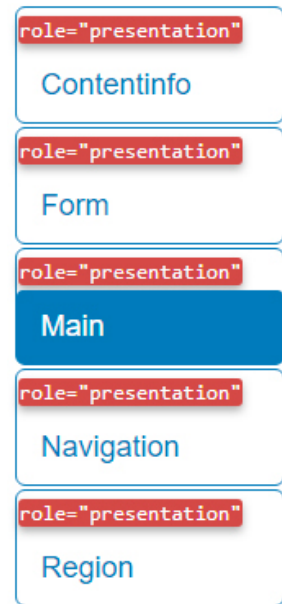 role="presentation"
Contentinfo
role="presentation"
Form
role="presentation"
Main
role="presentation"
Navigation
role="presentation"
Region